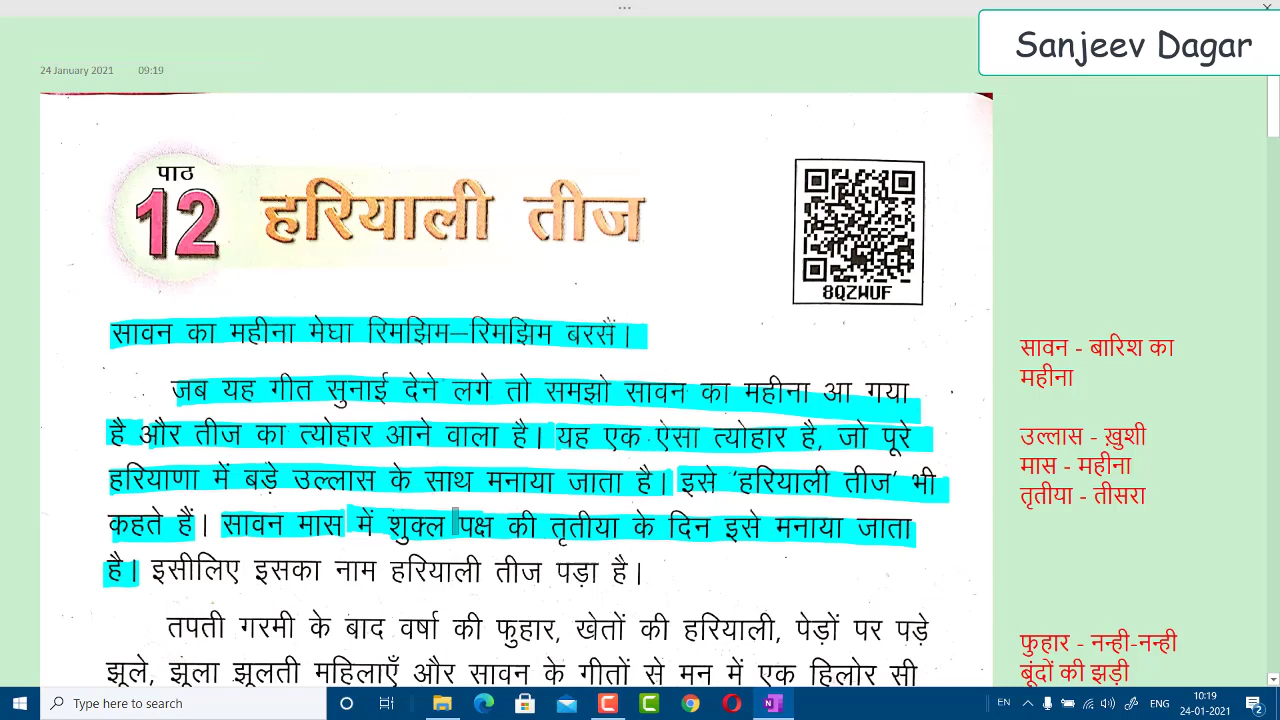 Sanjeev Dagar
24 January 2021 09:19
पाठ
12 हरियाली तीज
8QZWUF
सावन का महीना मेघा रिमझिम–रिमझिम बरसैं।
जब यह गीत सुनाई देने लगे तो समझो सावन का महीना आ गया
है और तीज का त्योहार आने वाला है। यह एक ऐसा त्योहार है, जो पूरे
हरियाणा में बड़े उल्लास के साथ मनाया जाता है। इसे ‘हरियाली तीज’ भी
कहते हैं। सावन मास में शुक्ल पक्ष की तृतीया के दिन इसे मनाया जाता
है। इसीलिए इसका नाम हरियाली तीज पड़ा है।
तपती गरमी के बाद वर्षा की फुहार, खेतों की हरियाली, पेड़ों पर पड़े
झूले, झूला झूलती महिलाएँ और सावन के गीतों से मन में एक हिलोर सी
सावन - बारिश का
महीना
उल्लास - ख़ुशी
मास - महीना
तृतीया - तीसरा
फुहार - नन्ही-नन्ही
बूंदों की झड़ी
Type here to search
EN
ENG
10:19
24-01-2021
2